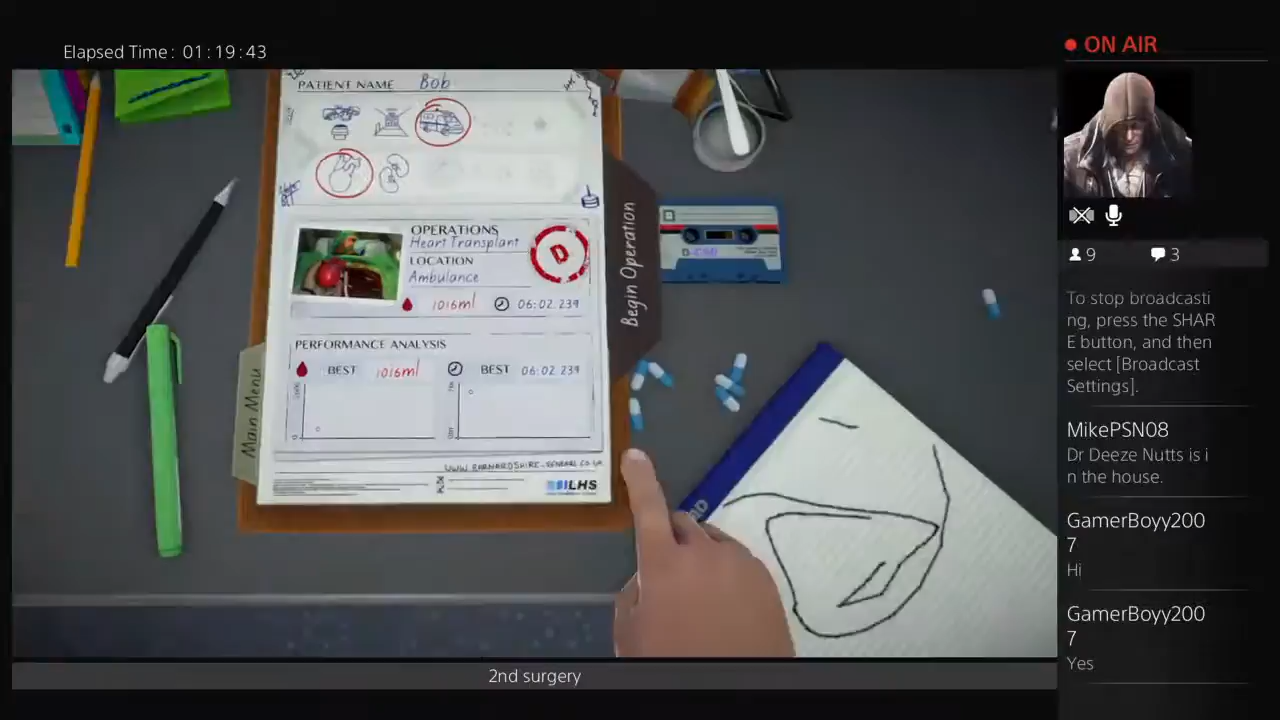 Elapsed Time: 01:19:43
ON AIR
PATIENT NAME Bob
OPERATIONS
Heart Transplant
LOCATION
Ambulance
D
1016ml 06:02.239
Begin Operation
PERFORMANCE ANALYSIS
BEST 1016ml BEST 06:02.239
Main Menu
LHS
9 3
To stop broadcasti
ng, press the SHAR
E button, and then
select [Broadcast
Settings].
MikePSN08
Dr Deeze Nutts is i
n the house.
GamerBoyy200
7
Hi
GamerBoyy200
7
Yes
2nd surgery